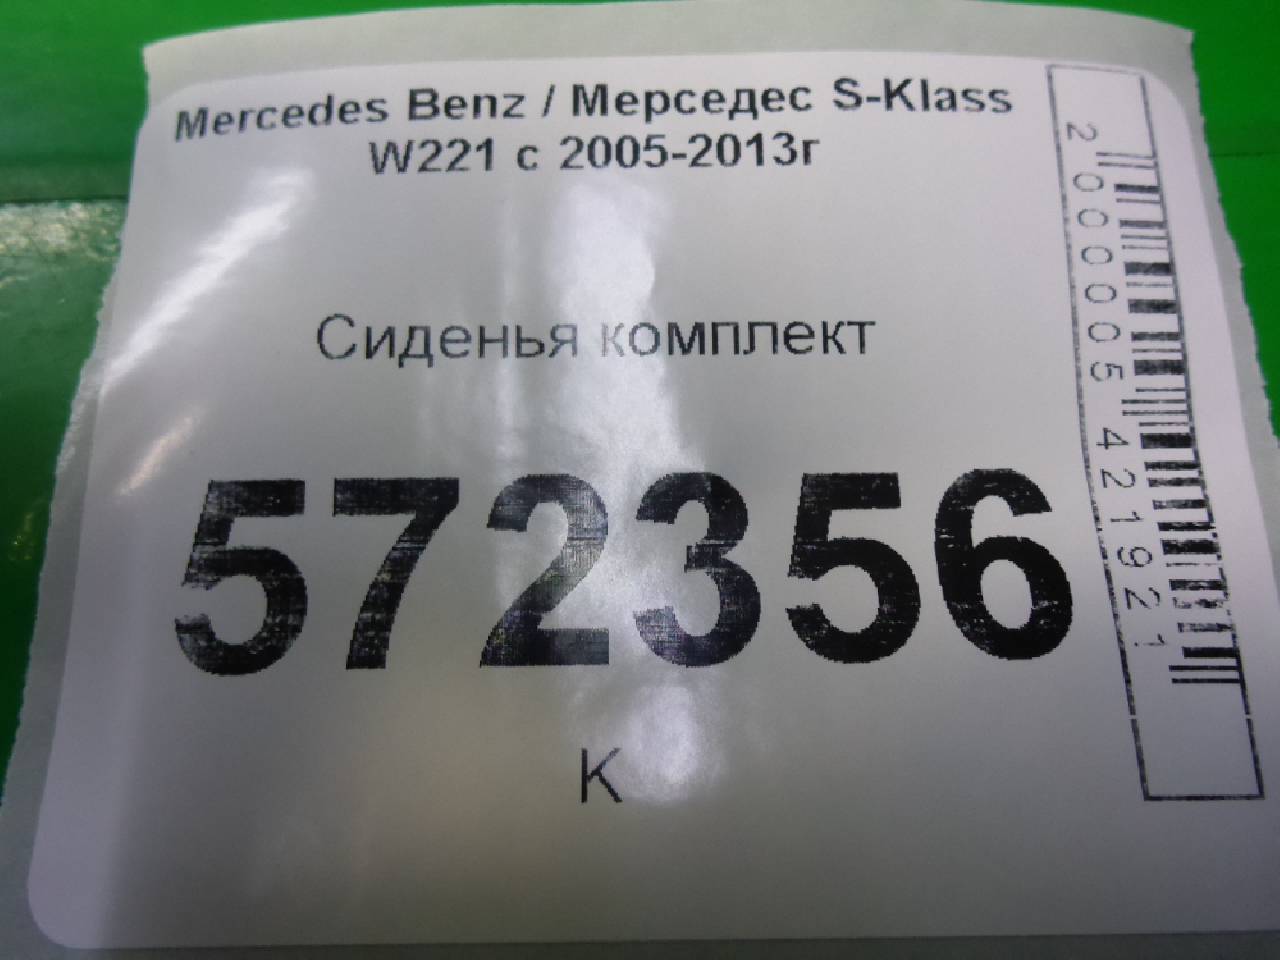 Mercedes Benz / Мерседес S-Klass
W221 с 2005-2013г
Сиденья комплект
572356
К
2000005421921